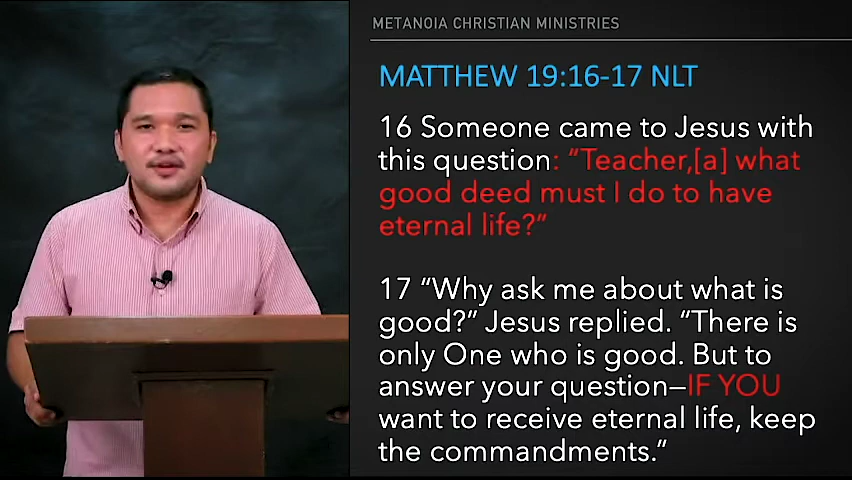 METANOIA CHRISTIAN MINISTRIES
MATTHEW 19:16-17 NLT
16 Someone came to Jesus with
this question: “Teacher,[a] what
good deed must I do to have
eternal life?”
17 “Why ask me about what is
good?” Jesus replied. “There is
only One who is good. But to
answer your question—IF YOU
want to receive eternal life, keep
the commandments.”